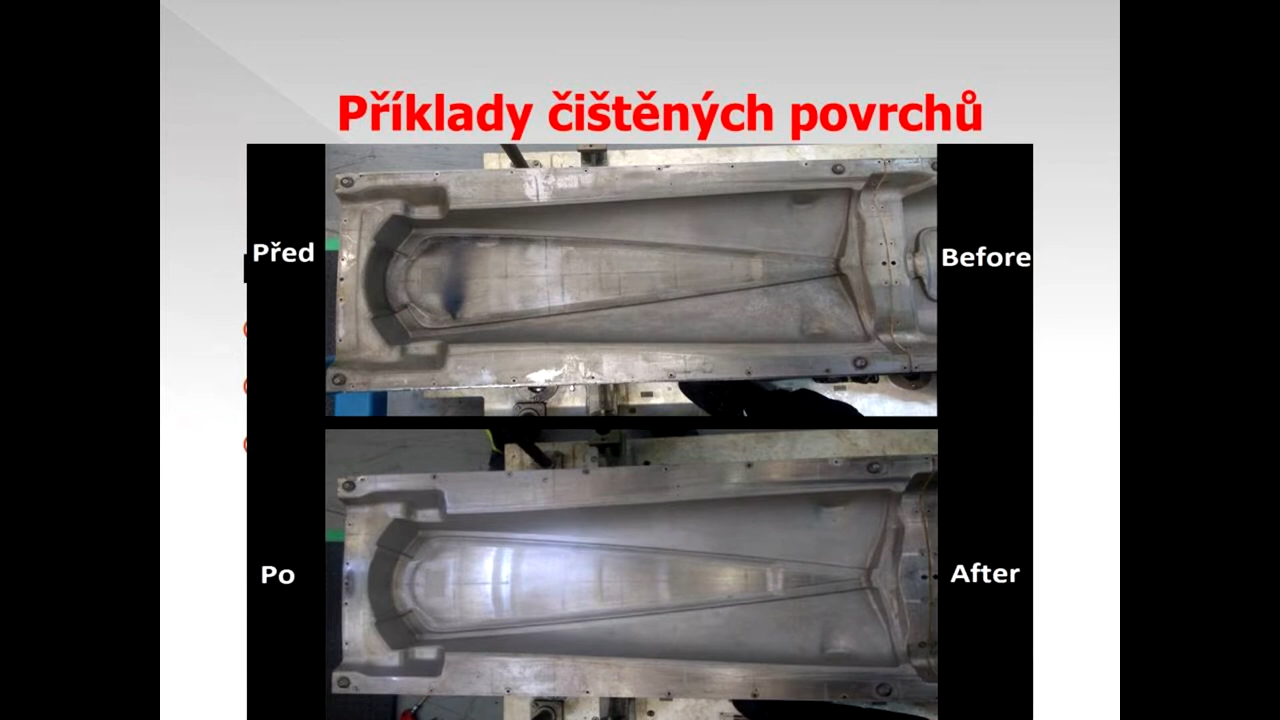 Příklady čištěných povrchů
Před
Before
Po
After